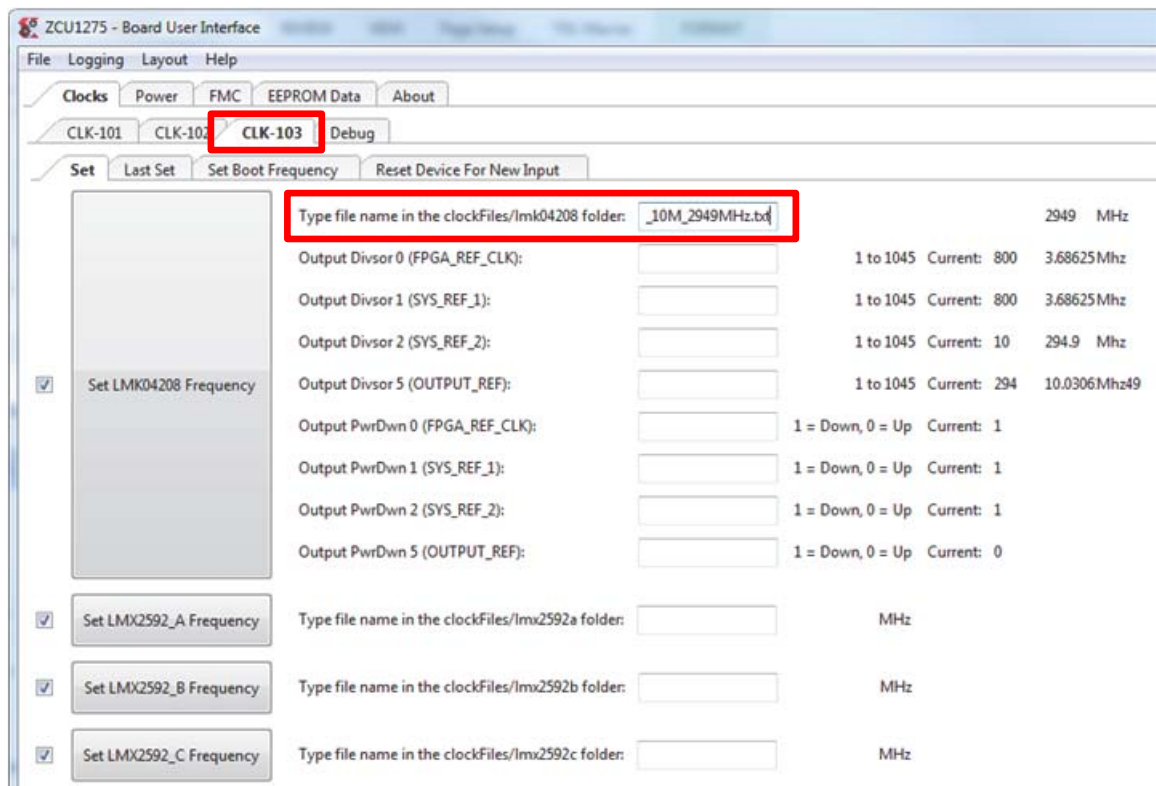 ZCU1275 - Board User Interface
File Logging Layout Help
Clocks Power FMC EEPROM Data About
CLK-101 CLK-102 CLK-103 Debug
Set Last Set Set Boot Frequency Reset Device For New Input
Type file name in the clockFiles/lmk04208 folder: _10M_2949MHz.txt 2949 MHz
Output Divsor 0 (FPGA_REF_CLK): 1 to 1045 Current: 800 3.68625Mhz
Output Divsor 1 (SYS_REF_1): 1 to 1045 Current: 800 3.68625Mhz
Output Divsor 2 (SYS_REF_2): 1 to 1045 Current: 10 294.9 Mhz
Set LMK04208 Frequency Output Divsor 5 (OUTPUT_REF): 1 to 1045 Current: 294 10.0306Mhz49
Output PwrDwn 0 (FPGA_REF_CLK): 1 = Down, 0 = Up Current: 1
Output PwrDwn 1 (SYS_REF_1): 1 = Down, 0 = Up Current: 1
Output PwrDwn 2 (SYS_REF_2): 1 = Down, 0 = Up Current: 1
Output PwrDwn 5 (OUTPUT_REF): 1 = Down, 0 = Up Current: 0
Set LMX2592_A Frequency Type file name in the clockFiles/lmx2592a folder: MHz
Set LMX2592_B Frequency Type file name in the clockFiles/lmx2592b folder: MHz
Set LMX2592_C Frequency Type file name in the clockFiles/lmx2592c folder: MHz